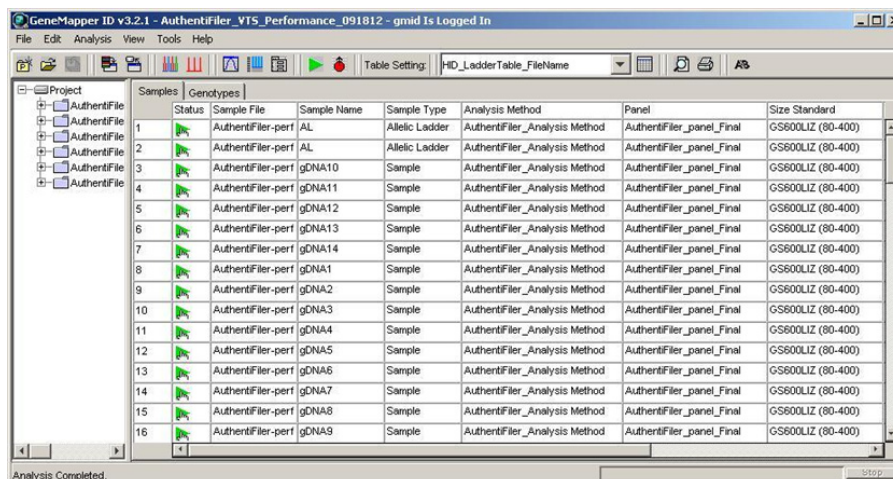 GeneMapper ID v3.2.1 - AuthentiFiler_VTS_Performance_091812 - gmid Is Logged In
File Edit Analysis View Tools Help
Table Setting: HID_LadderTable_FileName
Project
AuthentiFile
AuthentiFile
AuthentiFile
AuthentiFile
AuthentiFile
AuthentiFile
Samples Genotypes
Status Sample File Sample Name Sample Type Analysis Method Panel Size Standard
1 AuthentiFiler-perf AL Allelic Ladder AuthentiFiler_Analysis Method AuthentiFiler_panel_Final GS600LIZ (80-400)
2 AuthentiFiler-perf AL Allelic Ladder AuthentiFiler_Analysis Method AuthentiFiler_panel_Final GS600LIZ (80-400)
3 AuthentiFiler-perf gDNA10 Sample AuthentiFiler_Analysis Method AuthentiFiler_panel_Final GS600LIZ (80-400)
4 AuthentiFiler-perf gDNA11 Sample AuthentiFiler_Analysis Method AuthentiFiler_panel_Final GS600LIZ (80-400)
5 AuthentiFiler-perf gDNA12 Sample AuthentiFiler_Analysis Method AuthentiFiler_panel_Final GS600LIZ (80-400)
6 AuthentiFiler-perf gDNA13 Sample AuthentiFiler_Analysis Method AuthentiFiler_panel_Final GS600LIZ (80-400)
7 AuthentiFiler-perf gDNA14 Sample AuthentiFiler_Analysis Method AuthentiFiler_panel_Final GS600LIZ (80-400)
8 AuthentiFiler-perf gDNA1 Sample AuthentiFiler_Analysis Method AuthentiFiler_panel_Final GS600LIZ (80-400)
9 AuthentiFiler-perf gDNA2 Sample AuthentiFiler_Analysis Method AuthentiFiler_panel_Final GS600LIZ (80-400)
10 AuthentiFiler-perf gDNA3 Sample AuthentiFiler_Analysis Method AuthentiFiler_panel_Final GS600LIZ (80-400)
11 AuthentiFiler-perf gDNA4 Sample AuthentiFiler_Analysis Method AuthentiFiler_panel_Final GS600LIZ (80-400)
12 AuthentiFiler-perf gDNA5 Sample AuthentiFiler_Analysis Method AuthentiFiler_panel_Final GS600LIZ (80-400)
13 AuthentiFiler-perf gDNA6 Sample AuthentiFiler_Analysis Method AuthentiFiler_panel_Final GS600LIZ (80-400)
14 AuthentiFiler-perf gDNA7 Sample AuthentiFiler_Analysis Method AuthentiFiler_panel_Final GS600LIZ (80-400)
15 AuthentiFiler-perf gDNA8 Sample AuthentiFiler_Analysis Method AuthentiFiler_panel_Final GS600LIZ (80-400)
16 AuthentiFiler-perf gDNA9 Sample AuthentiFiler_Analysis Method AuthentiFiler_panel_Final GS600LIZ (80-400)
Analysis Completed. Stop